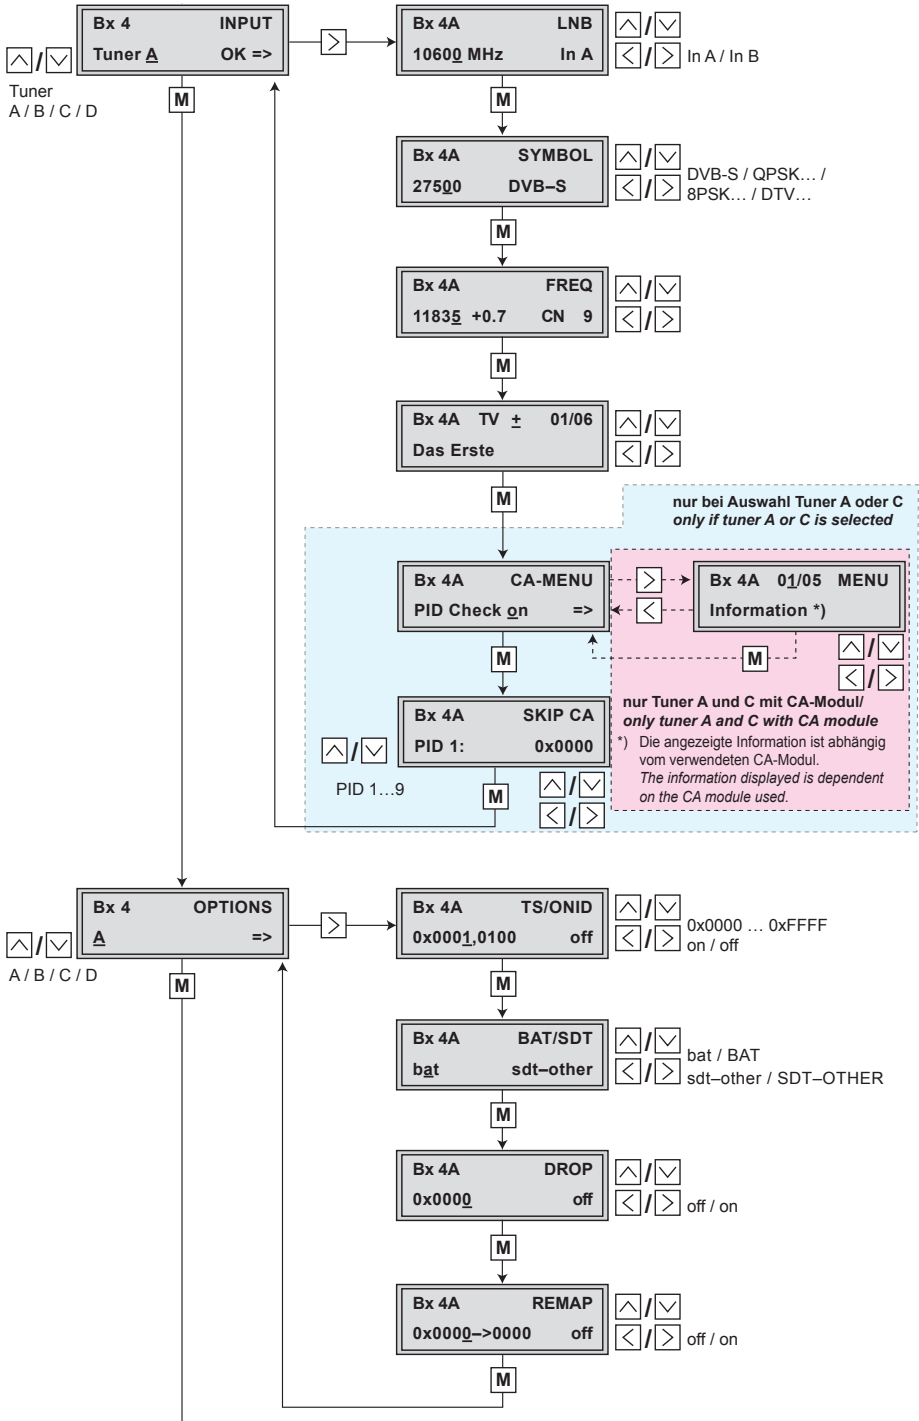 Bx 4 INPUT
Tuner A OK =>
/
Tuner
A / B / C / D
>
Bx 4A LNB
10600 MHz In A
/
< / > In A / In B
M
M
Bx 4A SYMBOL
27500 DVB–S
/
< / > DVB-S / QPSK… /
8PSK… / DTV…
M
Bx 4A FREQ
11835 +0.7 CN 9
/
< / >
M
Bx 4A TV + 01/06
Das Erste
/
< / >
M
nur bei Auswahl Tuner A oder C
only if tuner A or C is selected
Bx 4A CA-MENU
PID Check on =>
>
<
Bx 4A 01/05 MENU
Information *)
M
/
< / >
M
nur Tuner A und C mit CA-Modul/
only tuner A and C with CA module
*) Die angezeigte Information ist abhängig
vom verwendeten CA-Modul.
The information displayed is dependent
on the CA module used.
Bx 4A SKIP CA
PID 1: 0x0000
/
PID 1…9
M
/
< / >
Bx 4 OPTIONS
A =>
/
A / B / C / D
>
Bx 4A TS/ONID
0x0001,0100 off
/
< / > 0x0000 … 0xFFFF
on / off
M
M
Bx 4A BAT/SDT
bat sdt–other
/
< / > bat / BAT
sdt–other / SDT–OTHER
M
Bx 4A DROP
0x0000 off
/
< / > off / on
M
Bx 4A REMAP
0x0000–>0000 off
/
< / > off / on
M